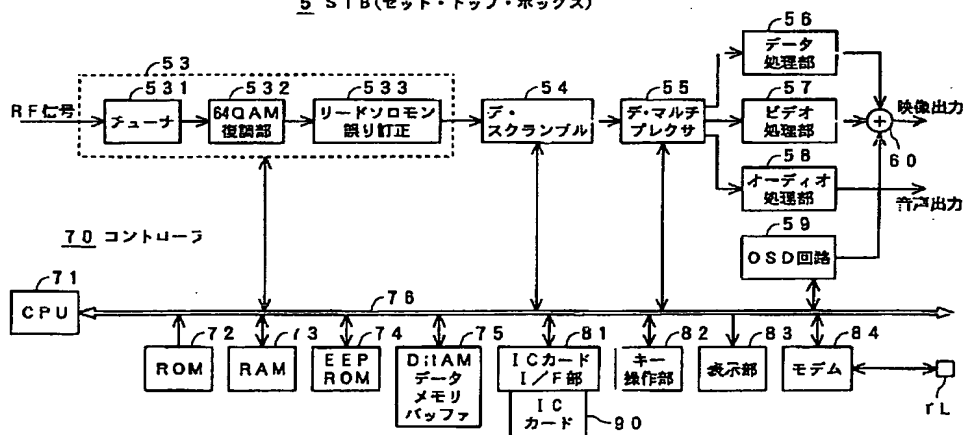 5 STB(セット・トップ・ボックス)
53
531
532
533
54
55
56
57
58
59
60
RF信号
チューナ
64QAM
復調部
リードソロモン
誤り訂正
デ・
スクランブル
デ・マルチ
プレクサ
データ
処理部
ビデオ
処理部
オーディオ
処理部
OSD回路
映像出力
音声出力
70 コントローラ
71
CPU
76
72
ROM
73
RAM
74
EEP
ROM
75
データ
メモリ
バッファ
81
ICカード
I/F部
IC
カード
90
82
キー
操作部
83
表示部
84
モデム
rL